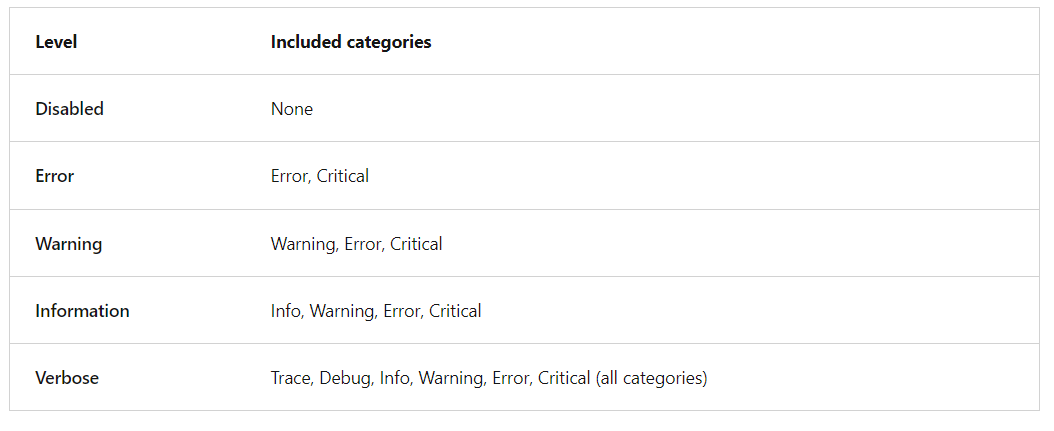 Level Included categories
Disabled None
Error Error, Critical
Warning Warning, Error, Critical
Information Info, Warning, Error, Critical
Verbose Trace, Debug, Info, Warning, Error, Critical (all categories)